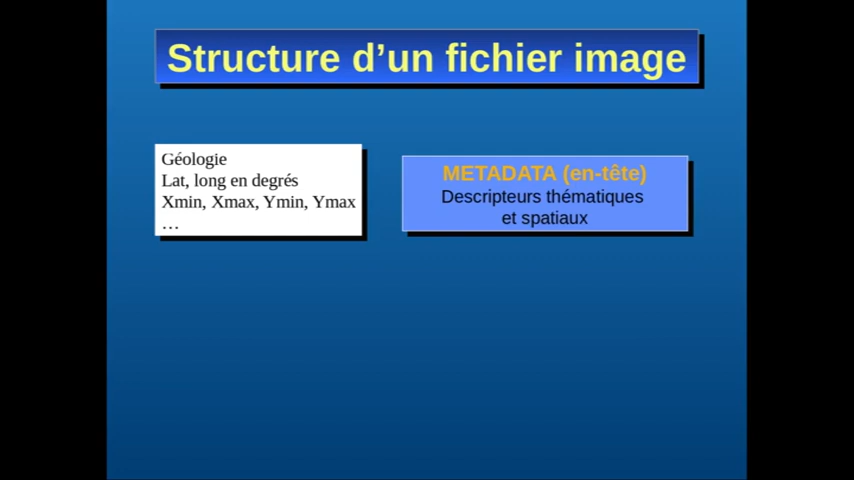 Structure d’un fichier image
Géologie
Lat, long en degrés
Xmin, Xmax, Ymin, Ymax
…
METADATA (en-tête)
Descripteurs thématiques
et spatiaux